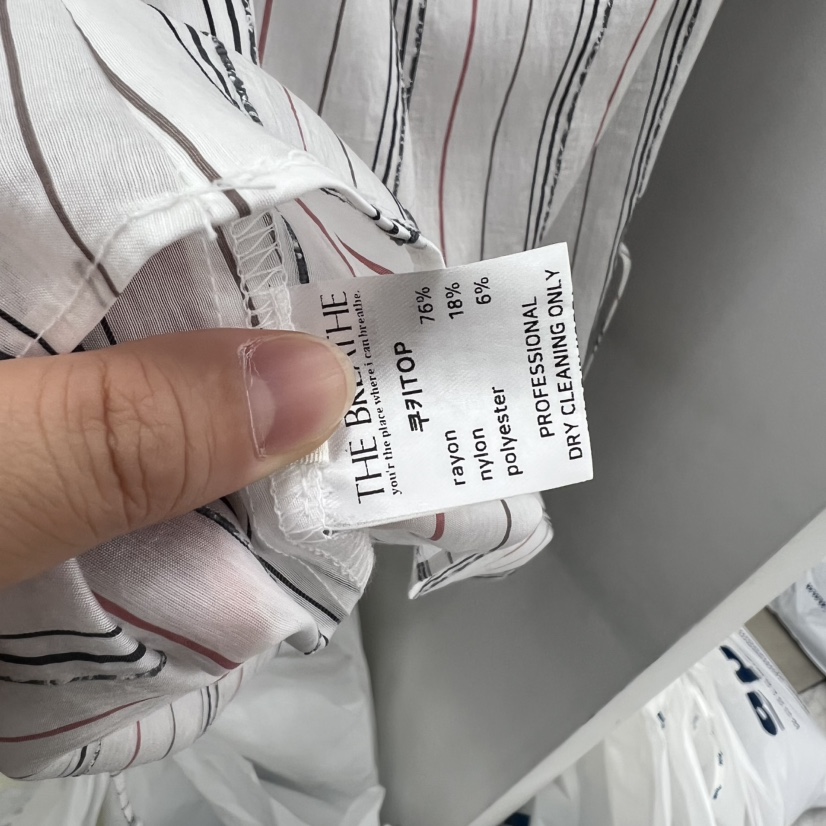 THE BREATHE
you'r the place where i can breathe.
쿠키TOP
rayon 76%
nylon 18%
polyester 6%
PROFESSIONAL
DRY CLEANING ONLY